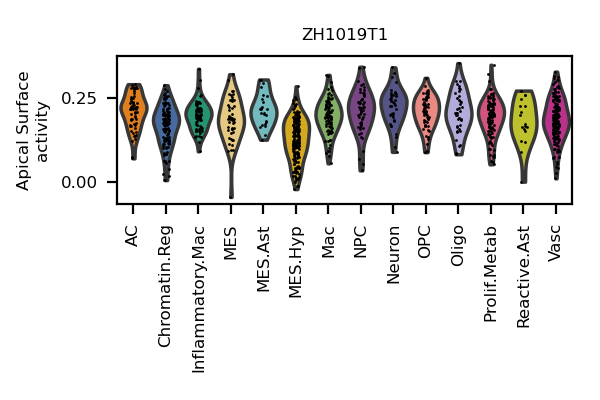 ZH1019T1
Apical Surface
activity
0.25
0.00
AC
Chromatin.Reg
Inflammatory.Mac
MES
MES.Ast
MES.Hyp
Mac
NPC
Neuron
OPC
Oligo
Prolif.Metab
Reactive.Ast
Vasc